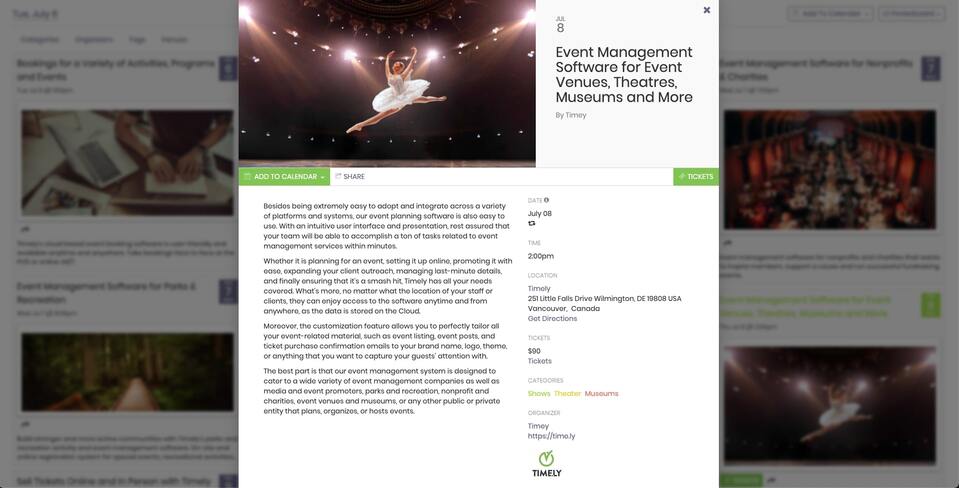 Tue, July 8
Add To Calendar
Categories Organizers Tags Venues
Bookings for a Variety of Activities, Programs
and Events
Event Management Software for Parks &
Recreation
Sell Tickets Online and In Person with Timely
JUL
8
Event Management
Software for Event
Venues, Theatres,
Museums and More
By Timey
ADD TO CALENDAR
SHARE
TICKETS
Besides being extremely easy to adopt and integrate across a variety
of platforms and systems, our event planning software is also easy to
use. With an intuitive user interface and presentation, rest assured that
your team will be able to accomplish a ton of tasks related to event
management services within minutes.
Whether it is planning for an event, setting it up online, promoting it with
ease, expanding your client outreach, managing last-minute details,
and finally ensuring that it's a smash hit, Timely has all your needs
covered. What's more, no matter what the location of your staff or
clients, they can enjoy access to the software anytime and from
anywhere, as the data is stored on the Cloud.
Moreover, the customization feature allows you to perfectly tailor all
your event-related material, such as event listing, event posts, and
ticket purchase confirmation emails to your brand name, logo, theme,
or anything that you want to capture your guests' attention with.
The best part is that our event management system is designed to
cater to a wide variety of event management companies as well as
media and event promoters, parks and recreation, nonprofit and
charities, event venues and museums, or any other public or private
entity that plans, organizes, or hosts events.
DATE
July 08
TIME
2:00pm
LOCATION
Timely
251 Little Falls Drive Wilmington, DE 19808 USA
Vancouver, Canada
Get Directions
TICKETS
$90
Tickets
CATEGORIES
Shows Theater Museums
ORGANIZER
Timey
https://time.ly
TIMELY
Event Management Software for Nonprofits
& Charities
Event Management Software for Event
Venues, Theatres, Museums and More